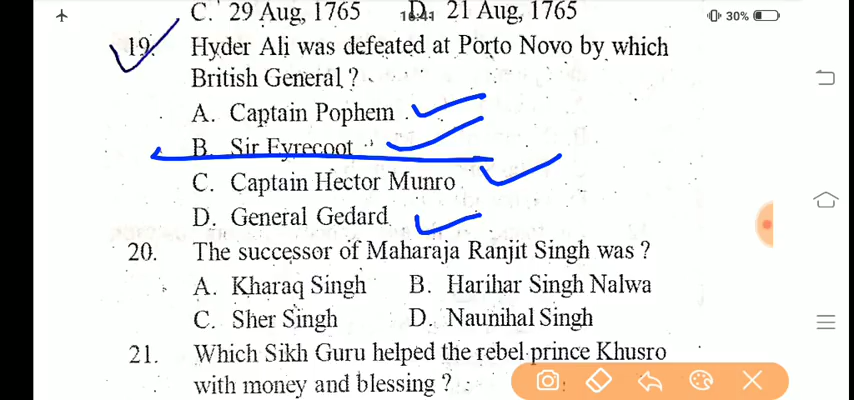 C. 29 Aug, 1765 D. 21 Aug, 1765
16:41
30%
19. Hyder Ali was defeated at Porto Novo by which
British General ?
A. Captain Pophem
B. Sir Eyrecoot
C. Captain Hector Munro
D. General Gedard
20. The successor of Maharaja Ranjit Singh was ?
A. Kharaq Singh B. Harihar Singh Nalwa
C. Sher Singh D. Naunihal Singh
21. Which Sikh Guru helped the rebel prince Khusro
with money and blessing ?